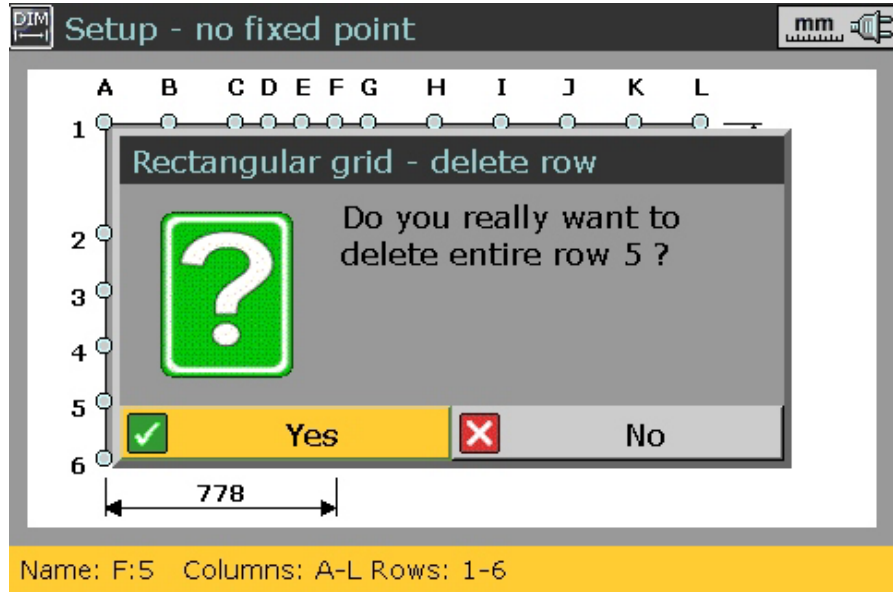 DIM Setup - no fixed point mm
A B C D E F G H I J K L
1
Rectangular grid - delete row
Do you really want to
2
delete entire row 5 ?
3
4
5
Yes No
6
778
Name: F:5 Columns: A-L Rows: 1-6